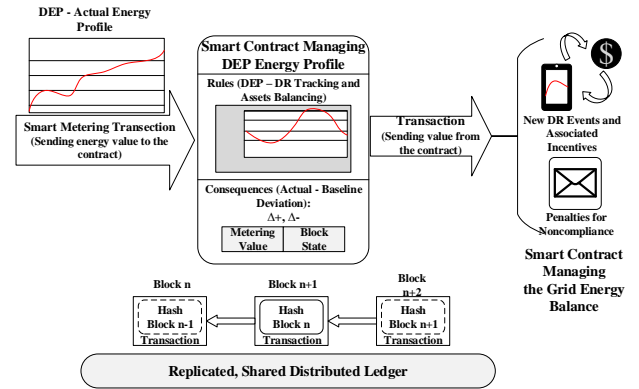 DEP - Actual Energy
Profile
Smart Metering Transection
(Sending energy value to the
contract)
Smart Contract Managing
DEP Energy Profile
Rules (DEP – DR Tracking and
Assets Balancing)
Consequences (Actual - Baseline
Deviation):
Δ+, Δ-
Metering
Value
Block
State
Transaction
(Sending value from
the contract)
$
New DR Events and
Associated
Incentives
Penalties for
Noncompliance
Smart Contract
Managing
the Grid Energy
Balance
Block n
Hash
Block n-1
Transaction
Block n+1
Hash
Block n
Transaction
Block
n+2
Hash
Block n+1
Transaction
Replicated, Shared Distributed Ledger